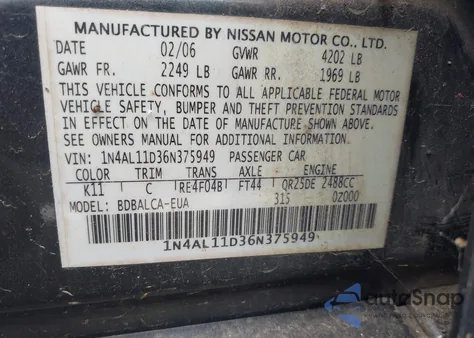 MANUFACTURED BY NISSAN MOTOR CO., LTD.
DATE 02/06 GVWR 4202 LB
GAWR FR. 2249 LB GAWR RR. 1969 LB
THIS VEHICLE CONFORMS TO ALL APPLICABLE FEDERAL MOTOR
VEHICLE SAFETY, BUMPER AND THEFT PREVENTION STANDARDS
IN EFFECT ON THE DATE OF MANUFACTURE SHOWN ABOVE.
SEE OWNERS MANUAL FOR ADDITIONAL INFORMATION.
VIN: 1N4AL11D36N375949 PASSENGER CAR
COLOR TRIM TRANS AXLE ENGINE
K11 C RE4F04B FT44 QR25DE 2488CC
MODEL: BDBALCA-EUA 315 0Z000
1N4AL11D36N375949
AutoSnap